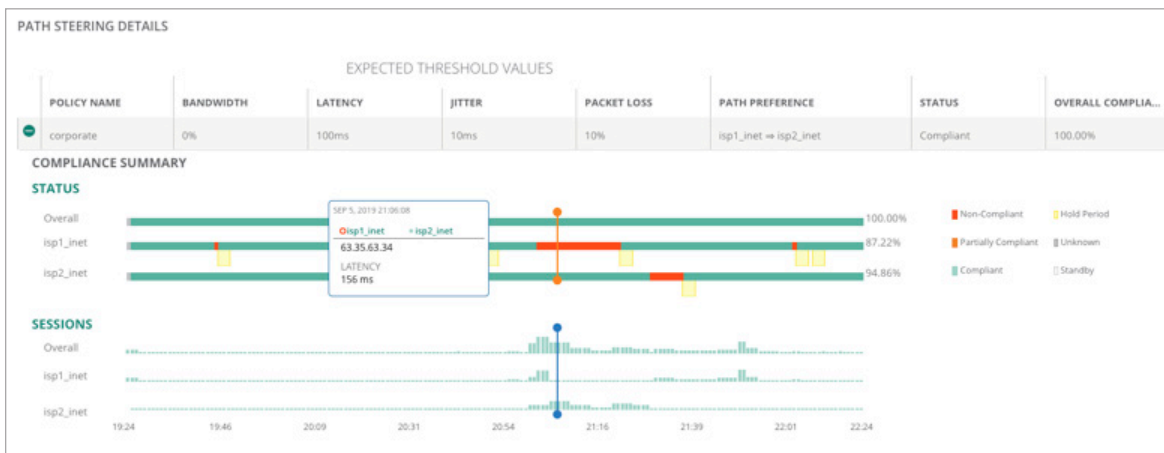 PATH STEERING DETAILS
EXPECTED THRESHOLD VALUES
POLICY NAME BANDWIDTH LATENCY JITTER PACKET LOSS PATH PREFERENCE STATUS OVERALL COMPLIA...
corporate 0% 100ms 10ms 10% isp1_inet ⇒ isp2_inet Compliant 100.00%
COMPLIANCE SUMMARY
STATUS
Overall 100.00%
isp1_inet 87.22%
isp2_inet 94.86%
SEP 5, 2019 21:06:08
isp1_inet isp2_inet
63.35.63.34
LATENCY
156 ms
Non-Compliant Hold Period
Partially Compliant Unknown
Compliant Standby
SESSIONS
Overall
isp1_inet
isp2_inet
19:24 19:46 20:09 20:31 20:54 21:16 21:39 22:01 22:24